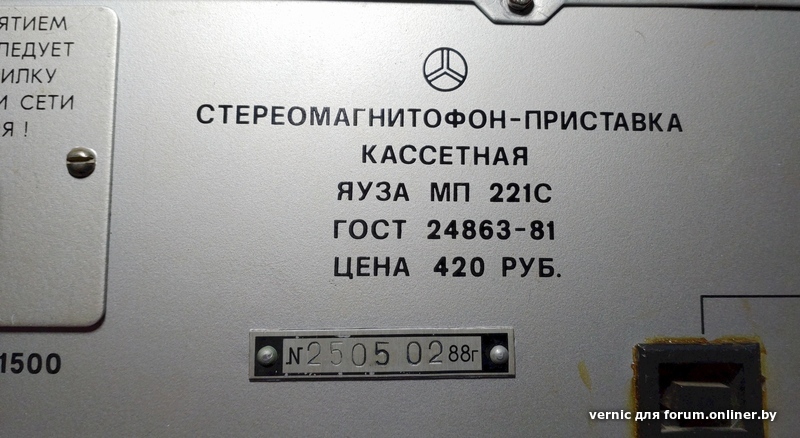 ЯТИЕМ
ЛЕДУЕТ
ИЛКУ
И СЕТИ
Я !
СТЕРЕОМАГНИТОФОН-ПРИСТАВКА
КАССЕТНАЯ
ЯУЗА МП 221С
ГОСТ 24863-81
ЦЕНА 420 РУБ.
№2505 02 88г
1500
vernic для forum.onliner.by